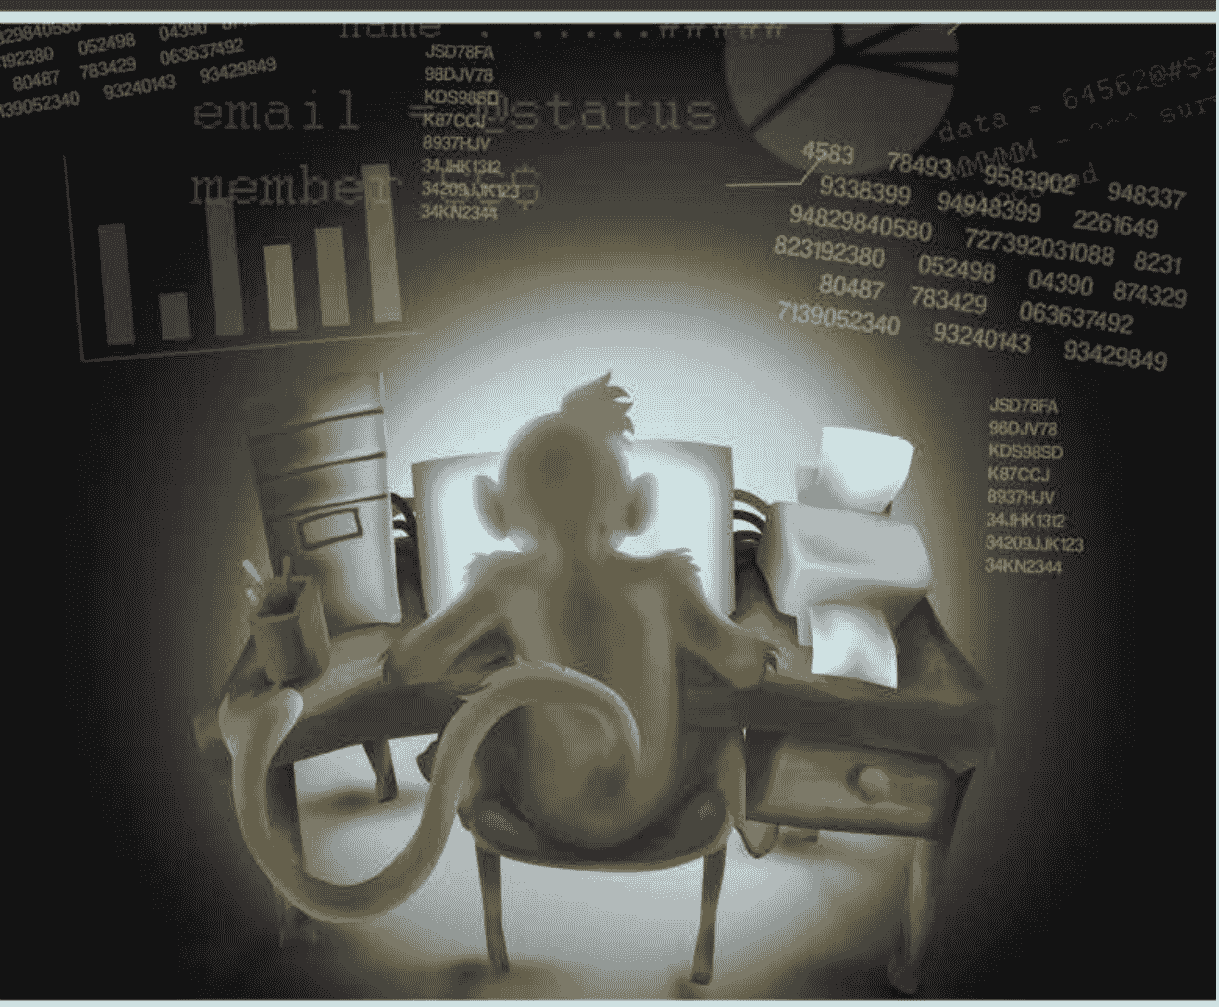 052498 04390
192380 052498 063637492
80487 783429
139052340 93240143 93429849
name : .....#####
email = @status
member
JSD78FA
98DJV78
KDS98SD
K87CCJ
8937HJV
34JHK1312
34209JJK123
34KN2344
data = 64562@#$2
4583 78493 9583902 948337
9338399 94948399 2261649
94829840580 727392031088 8231
823192380 052498 04390 874329
80487 783429 063637492
7139052340 93240143 93429849
JSD78FA
98DJV78
KDS98SD
K87CCJ
8937HJV
34JHK1312
34209JJK123
34KN2344